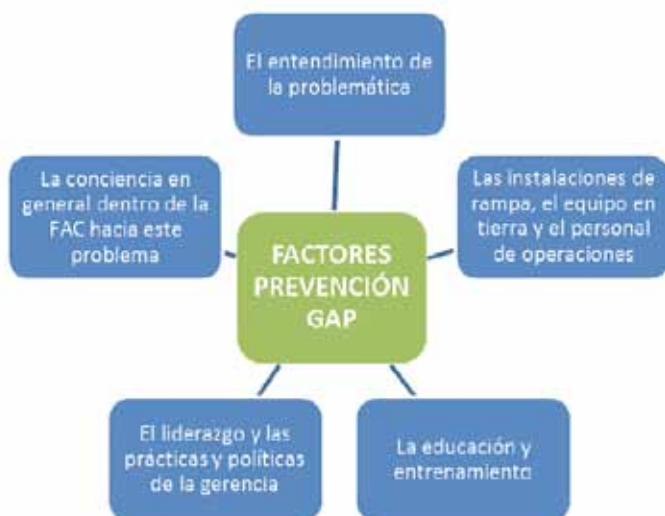 El entendimiento de
la problemática
La conciencia en
general dentro de la
FAC hacia este
problema
Las instalaciones de
rampa, el equipo en
tierra y el personal
de operaciones
FACTORES
PREVENCIÓN
GAP
El liderazgo y las
prácticas y políticas
de la gerencia
La educación y
entrenamiento